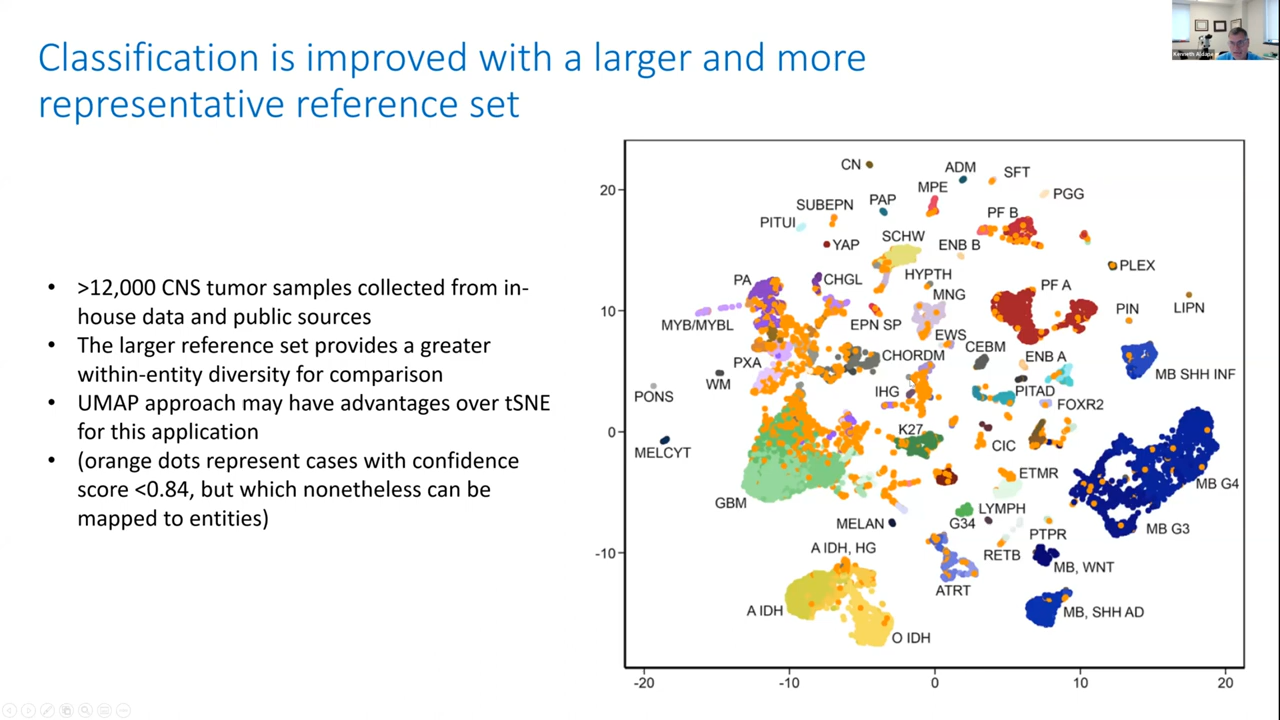 Classification is improved with a larger and more
representative reference set
• >12,000 CNS tumor samples collected from in-
house data and public sources
• The larger reference set provides a greater
within-entity diversity for comparison
• UMAP approach may have advantages over tSNE
for this application
• (orange dots represent cases with confidence
score <0.84, but which nonetheless can be
mapped to entities)
CN
ADM
SFT
20
MPE
PGG
SUBEPN
PAP
PF B
PITUI
YAP
SCHW
ENB B
PLEX
PA
CHGL
HYPTH
PF A
MNG
LIPN
10
MYB/MYBL
EPN SP
PIN
EWS
CEBM
PXA
CHORDM
ENB A
MB SHH INF
WM
IHG
PITAD
PONS
FOXR2
0
K27
CIC
MELCYT
ETMR
MB G4
GBM
LYMPH
MELAN
G34
MB G3
PTPR
A IDH, HG
RETB
-10
MB, WNT
ATRT
A IDH
MB, SHH AD
O IDH
-20 -10 0 10 20